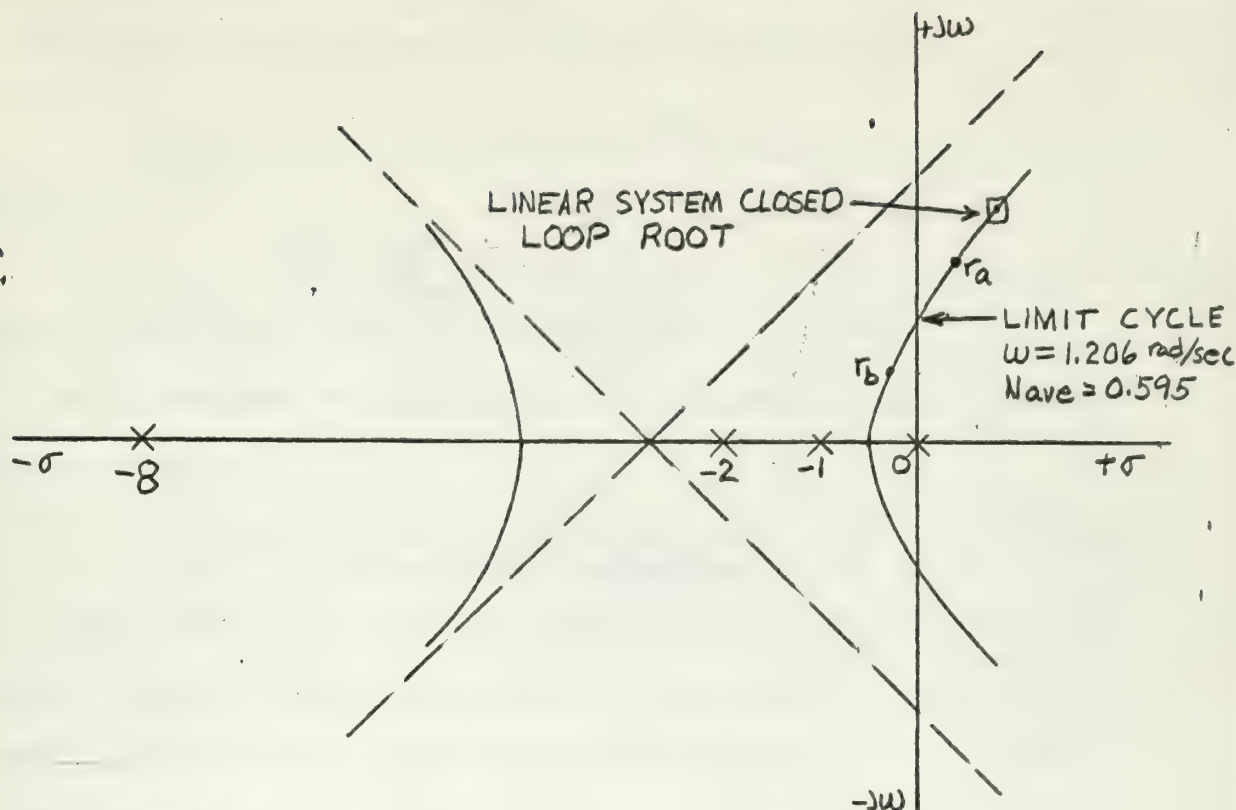 +Jω
LINEAR SYSTEM CLOSED
LOOP ROOT
ra
LIMIT CYCLE
ω = 1.206 rad/sec
Nave = 0.595
rb
-σ
-8
-2
-1
0
+σ
-Jω